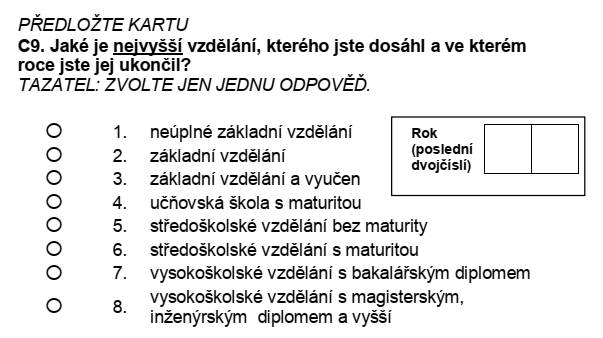 PŘEDLOŽTE KARTU
C9. Jaké je nejvyšší vzdělání, kterého jste dosáhl a ve kterém
roce jste jej ukončil?
TAZATEL: ZVOLTE JEN JEDNU ODPOVĚĎ.
1. neúplné základní vzdělání
2. základní vzdělání
3. základní vzdělání a vyučen
4. učňovská škola s maturitou
5. středoškolské vzdělání bez maturity
6. středoškolské vzdělání s maturitou
7. vysokoškolské vzdělání s bakalářským diplomem
8. vysokoškolské vzdělání s magisterským,
inženýrským diplomem a vyšší
Rok
(poslední
dvojčíslí)